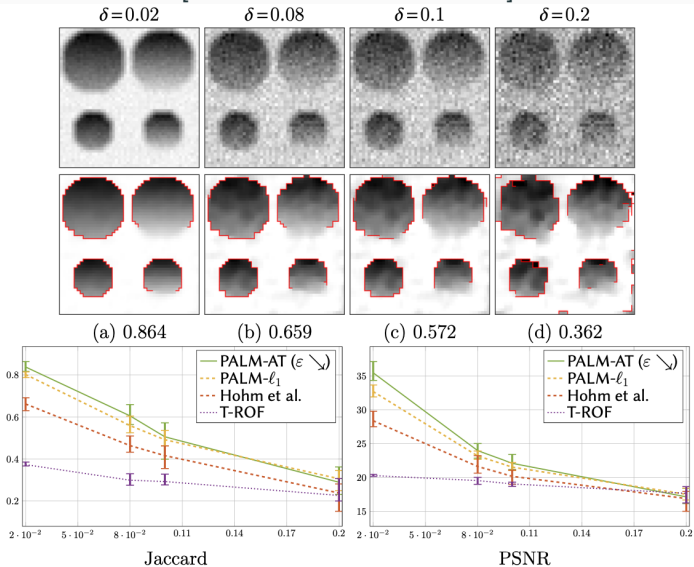 δ=0.02 δ=0.08 δ=0.1 δ=0.2
(a) 0.864 (b) 0.659 (c) 0.572 (d) 0.362
PALM-AT (ε ↘)
PALM-ℓ₁
Hohm et al.
T-ROF
0.8
0.6
0.4
0.2
2·10⁻² 5·10⁻² 8·10⁻² 0.11 0.14 0.17 0.2
Jaccard
PALM-AT (ε ↘)
PALM-ℓ₁
Hohm et al.
T-ROF
35
30
25
20
15
2·10⁻² 5·10⁻² 8·10⁻² 0.11 0.14 0.17 0.2
PSNR